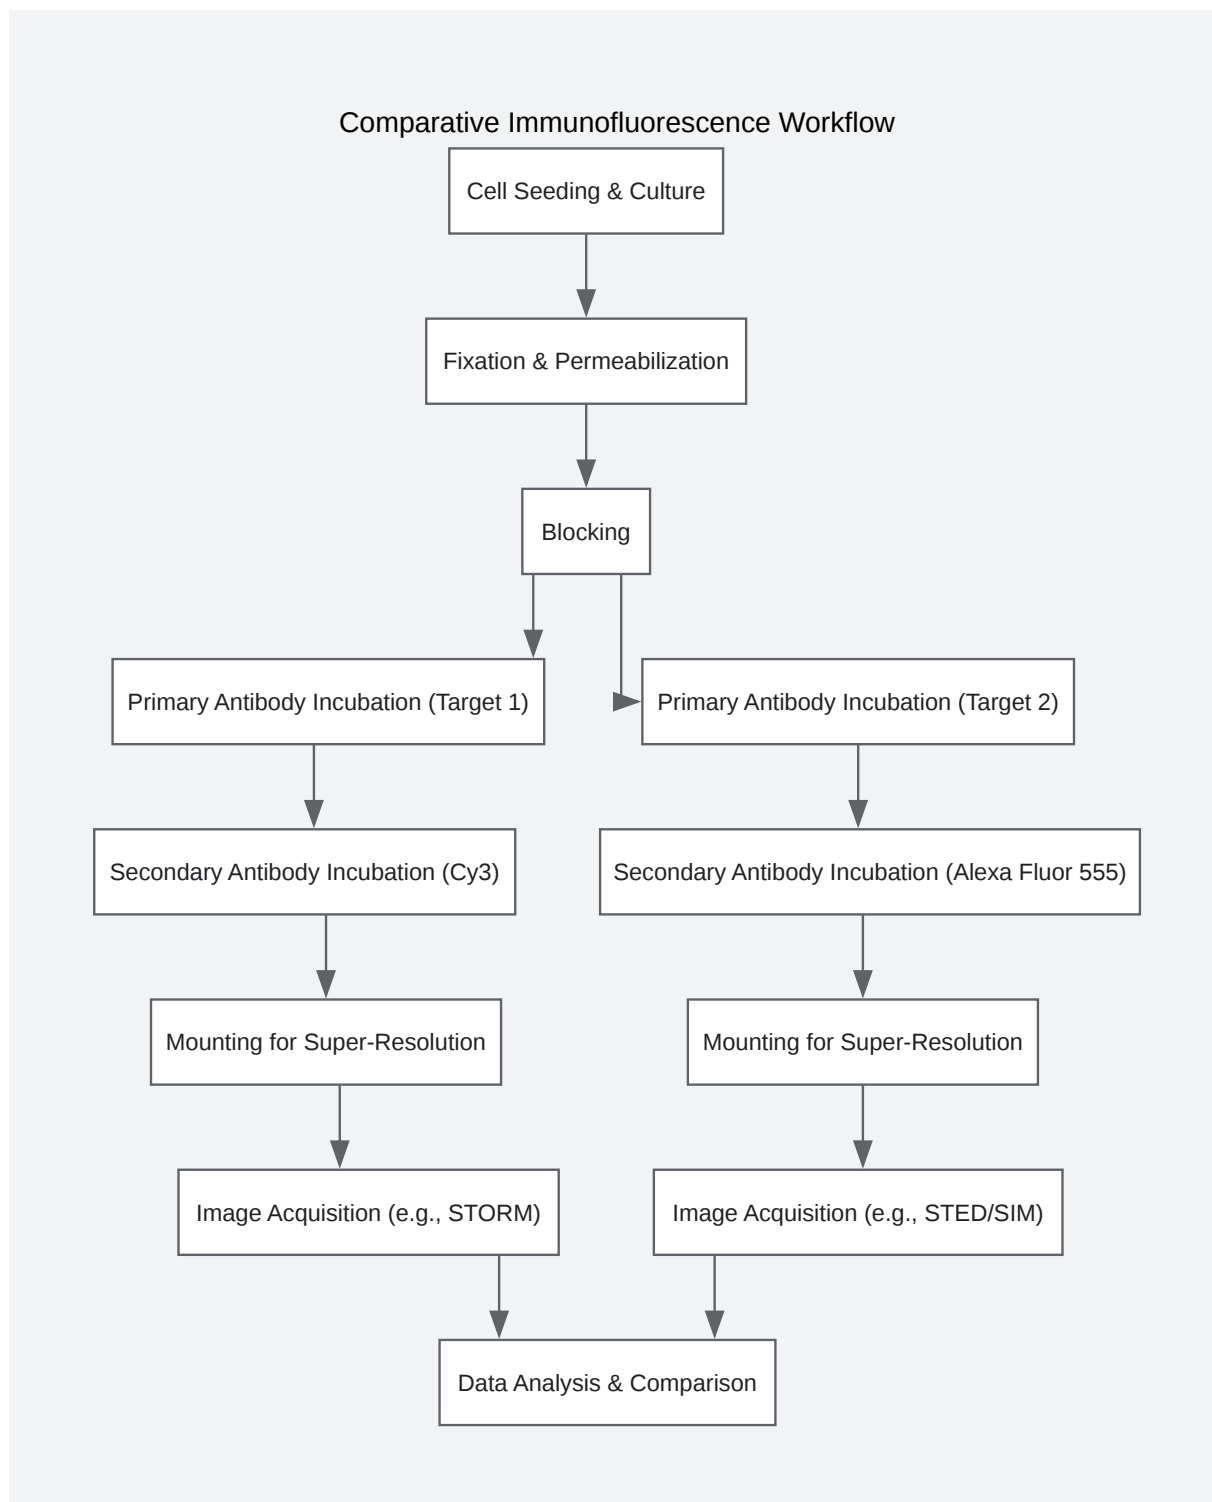 Comparative Immunofluorescence Workflow
Cell Seeding & Culture
Fixation & Permeabilization
Blocking
Primary Antibody Incubation (Target 1)
Primary Antibody Incubation (Target 2)
Secondary Antibody Incubation (Cy3)
Secondary Antibody Incubation (Alexa Fluor 555)
Mounting for Super-Resolution
Mounting for Super-Resolution
Image Acquisition (e.g., STORM)
Image Acquisition (e.g., STED/SIM)
Data Analysis & Comparison